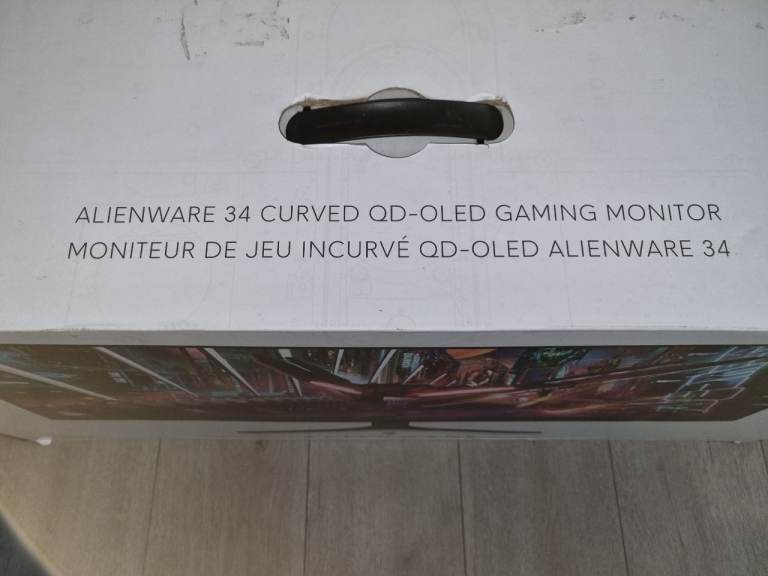 ALIENWARE 34 CURVED QD-OLED GAMING MONITOR
MONITEUR DE JEU INCURVÉ QD-OLED ALIENWARE 34